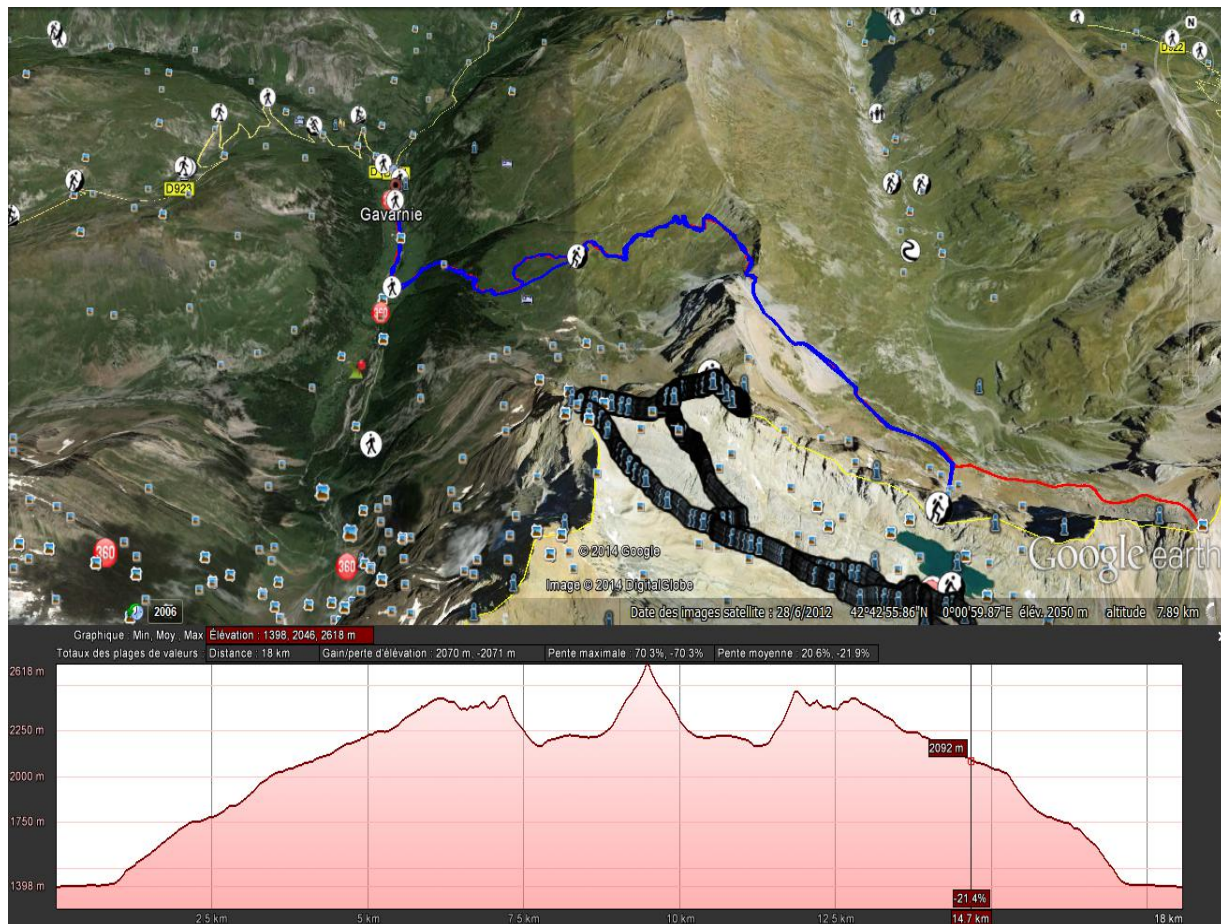 N
D922
D923
Gavarnie
360
360
360
© 2014 Google
Image © 2014 DigitalGlobe
Google earth
2006
Date des images satellite : 28/6/2012 42°42'55.86"N 0°00'59.87"E élév. 2050 m altitude 7.89 km
Graphique : Min, Moy , Max Élévation : 1398, 2046, 2618 m
Totaux des plages de valeurs : Distance : 18 km Gain/perte d'élévation : 2070 m, -2071 m Pente maximale : 70.3%, -70.3% Pente moyenne : 20.6%, -21.9%
2618 m
2250 m
2092 m
2000 m
1750 m
1398 m
-21.4%
2.5 km 5 km 7.5 km 10 km 12.5 km 14.7 km 18 km